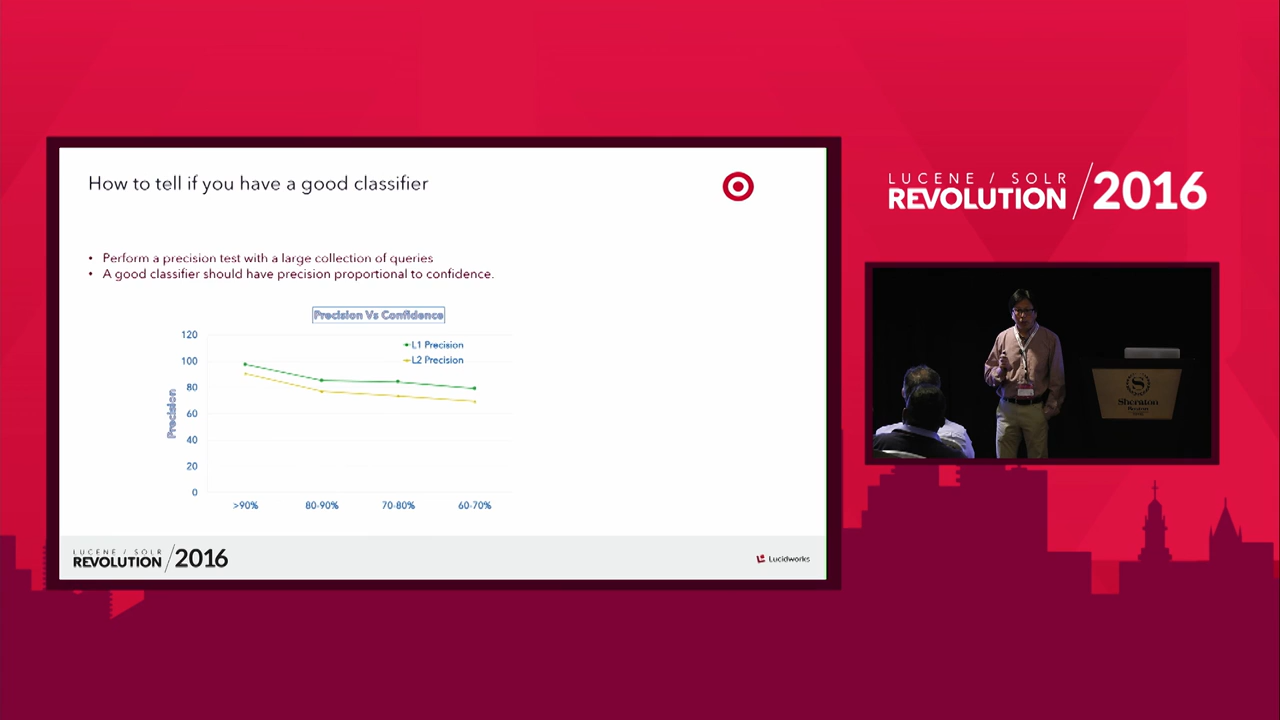 How to tell if you have a good classifier
• Perform a precision test with a large collection of queries
• A good classifier should have precision proportional to confidence.
Precision Vs Confidence
120
100
80
60
40
20
0
Precision
L1 Precision
L2 Precision
>90%
80-90%
70-80%
60-70%
LUCENE / SOLR
REVOLUTION / 2016
Lucidworks
LUCENE / SOLR
REVOLUTION / 2016
Sheraton